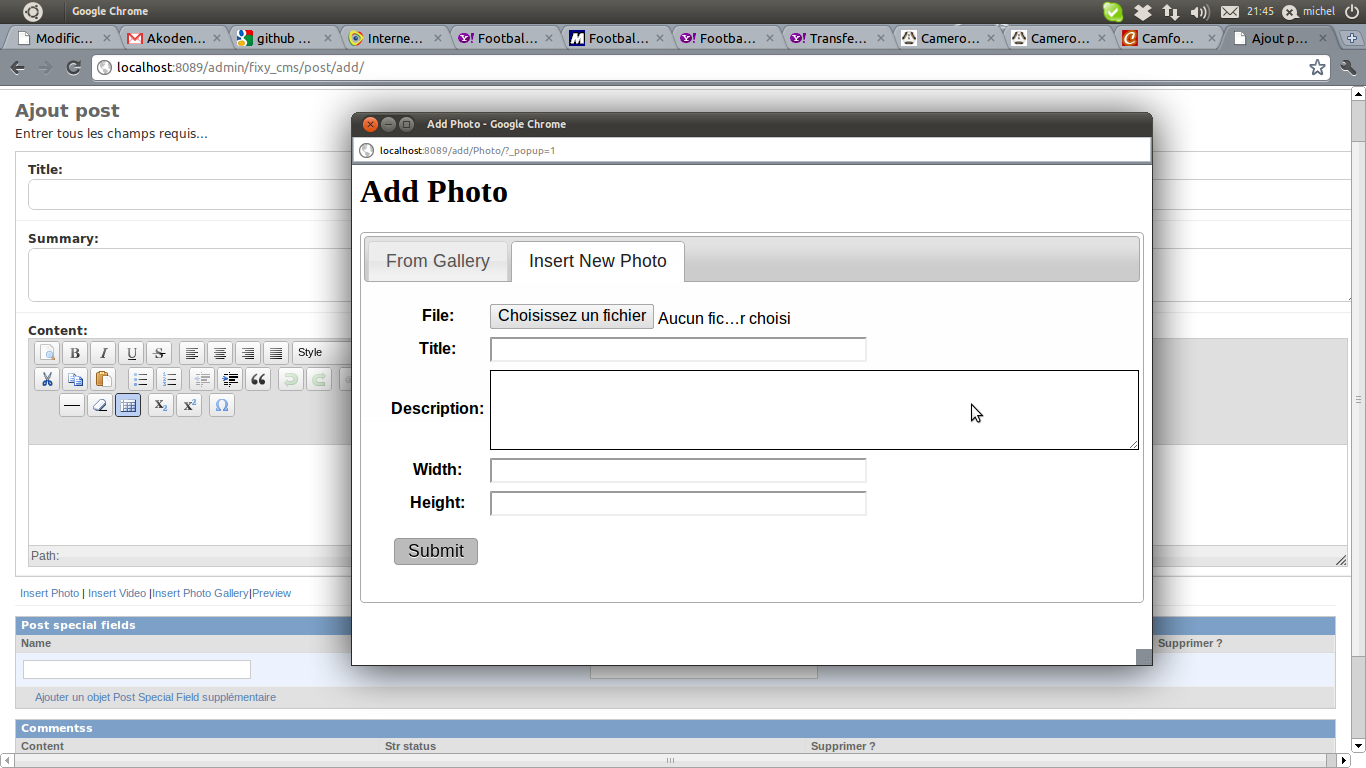 Google Chrome
21:45 michel
Modific... Akoden... github ... Interne... Footbal... Footbal... Footba... Transfe... Camero... Camero... Camfo... Ajout p...
localhost:8089/admin/fixy_cms/post/add/
Ajout post
Entrer tous les champs requis...
Title:
Summary:
Content:
B I U S Style
X2 X2 Ω
Path:
Insert Photo | Insert Video |Insert Photo Gallery|Preview
Post special fields
Name Supprimer ?
Ajouter un objet Post Special Field supplémentaire
Commentss
Content Str status Supprimer ?
Add Photo - Google Chrome
localhost:8089/add/Photo/?_popup=1
Add Photo
From Gallery Insert New Photo
File: Choisissez un fichier Aucun fic...r choisi
Title:
Description:
Width:
Height:
Submit